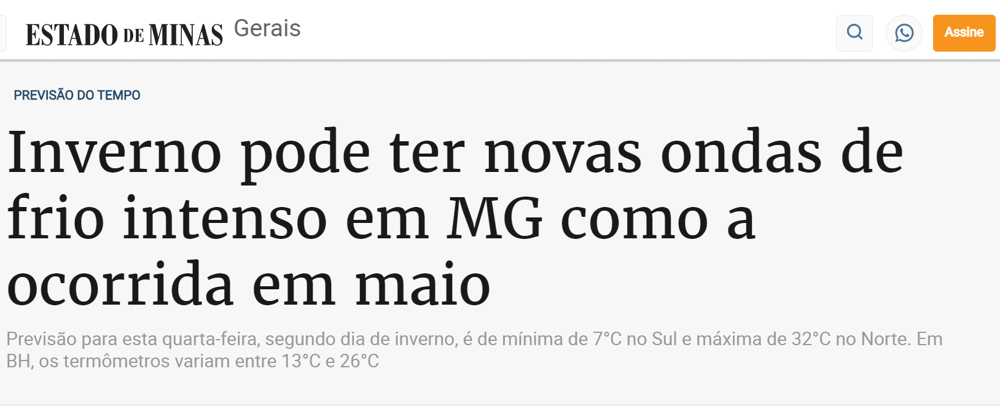 ESTADO DE MINAS Gerais
Assine
PREVISÃO DO TEMPO
Inverno pode ter novas ondas de
frio intenso em MG como a
ocorrida em maio
Previsão para esta quarta-feira, segundo dia de inverno, é de mínima de 7°C no Sul e máxima de 32°C no Norte. Em
BH, os termômetros variam entre 13°C e 26°C